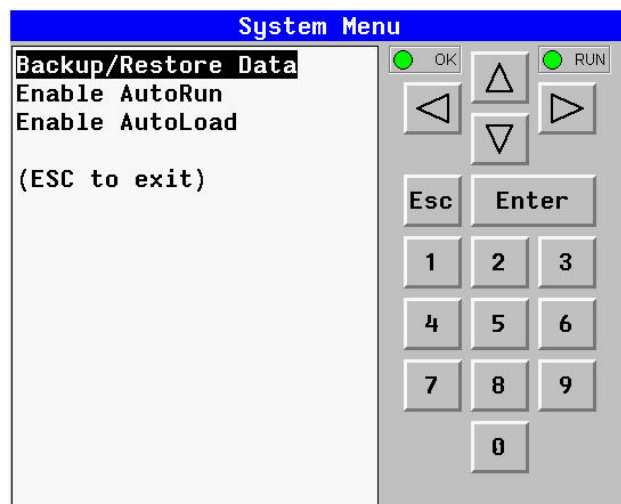 System Menu
Backup/Restore Data
Enable AutoRun
Enable AutoLoad
(ESC to exit)
OK
RUN
Esc
Enter
1 2 3
4 5 6
7 8 9
0